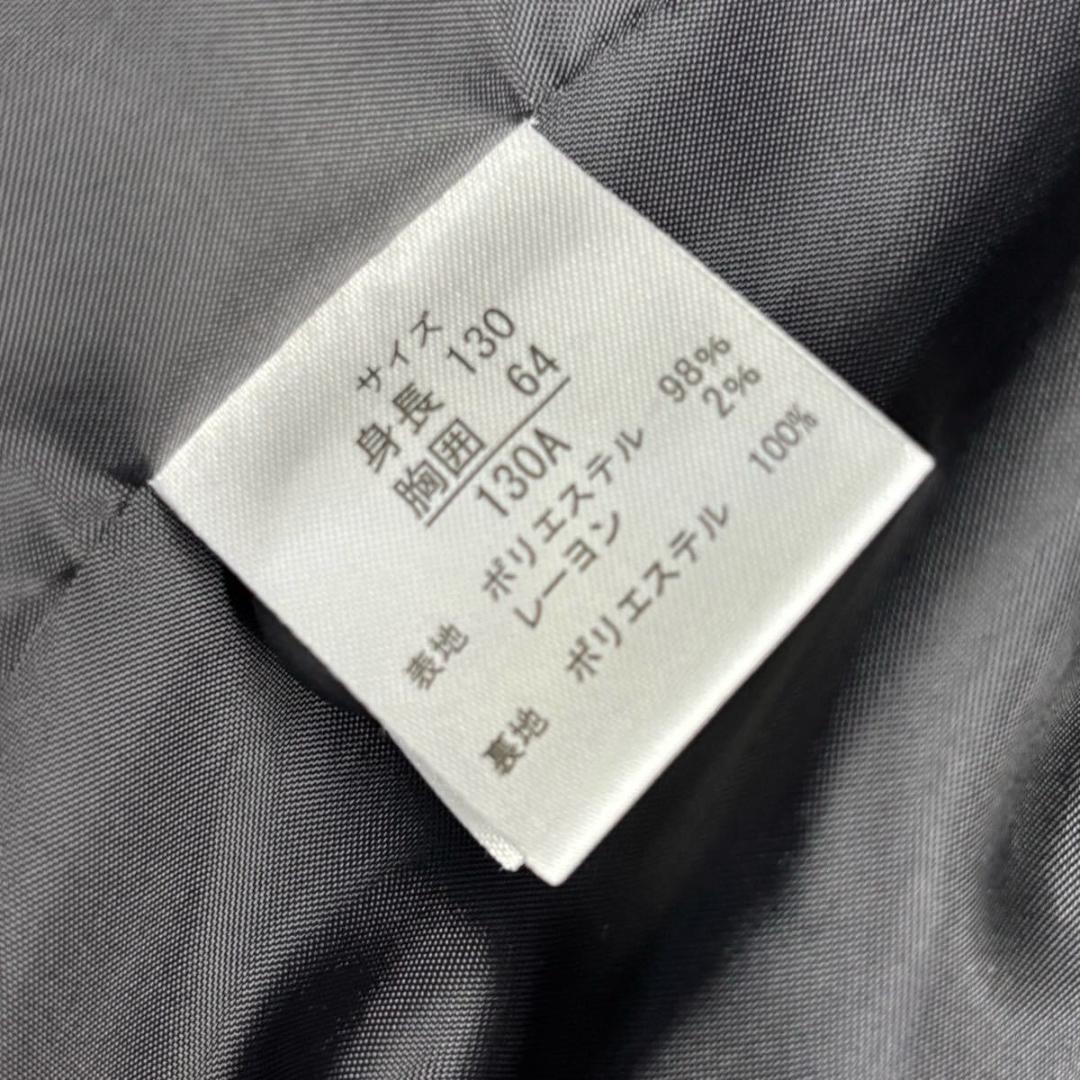 サイズ
身長 130
胸囲 64
130A
表地 ポリエステル 98%
レーヨン 2%
裏地 ポリエステル 100%